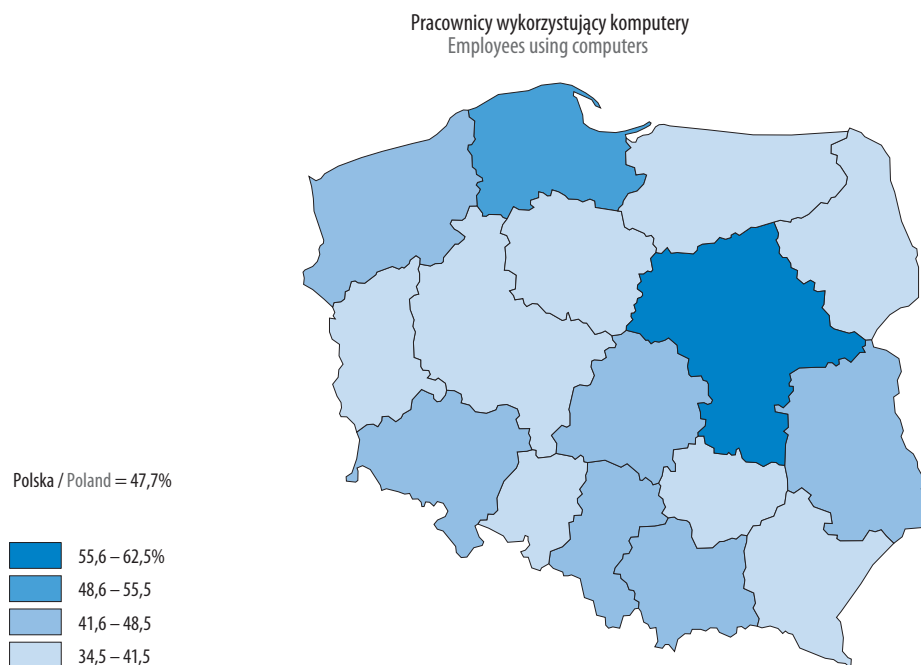 Pracownicy wykorzystujący komputery
Employees using computers
Polska / Poland = 47,7%
55,6 – 62,5%
48,6 – 55,5
41,6 – 48,5
34,5 – 41,5